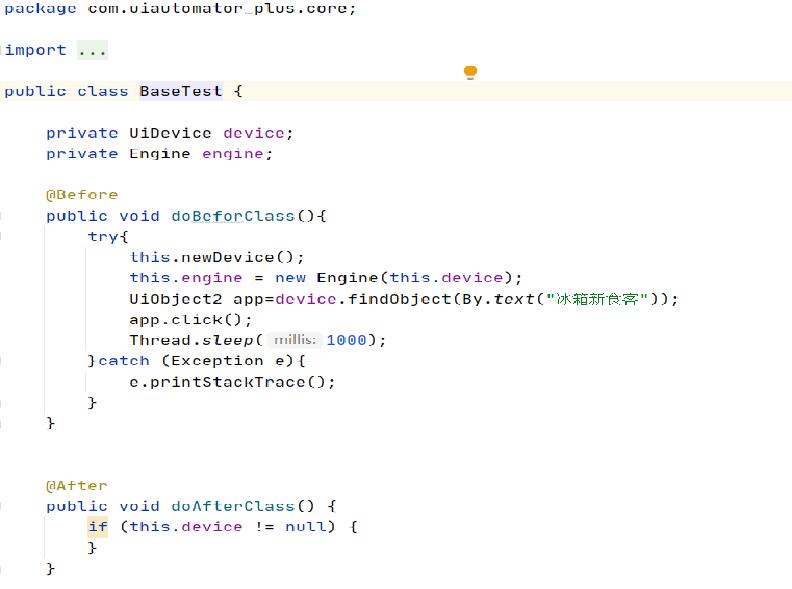 package com.uiautomator_plus.core;
import ...
public class BaseTest {
private UiDevice device;
private Engine engine;
@Before
public void doBeforClass(){
try{
this.newDevice();
this.engine = new Engine(this.device);
UiObject2 app=device.findObject(By.text("冰箱新食客"));
app.click();
Thread.sleep( millis: 1000);
}catch (Exception e){
e.printStackTrace();
}
}
@After
public void doAfterClass() {
if (this.device != null) {
}
}